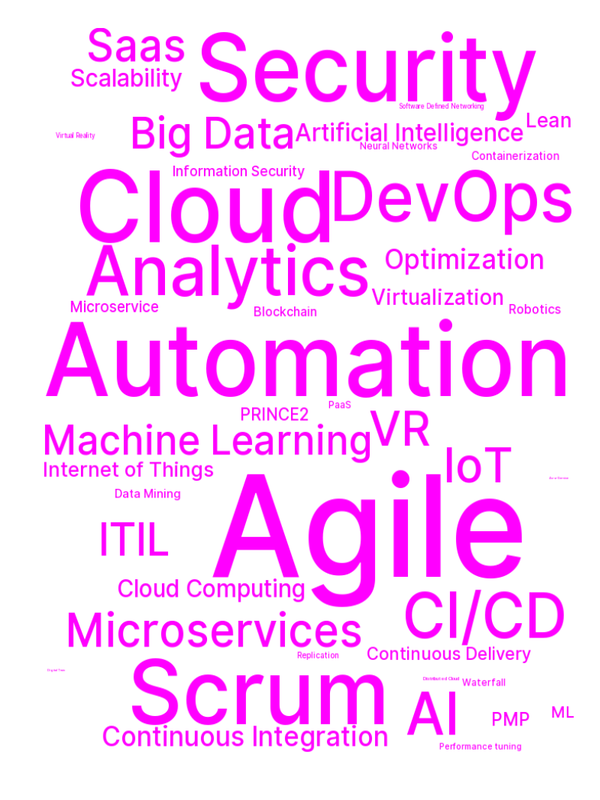 Saas
Security
Scalability
Software Defined Networking
Lean
Virtual Reality
Big Data
Artificial Intelligence
Neural Networks
Containerization
Information Security
Cloud
DevOps
Analytics
Optimization
Virtualization
Microservice
Blockchain
Robotics
Automation
PaaS
PRINCE2
VR
Machine Learning
IoT
Internet of Things
Data Mining
Agile
ITIL
Cloud Computing
CI/CD
Microservices
Continuous Delivery
Replication
Scrum
Distributed Cloud
Waterfall
AI
PMP
ML
Continuous Integration
Performance tuning